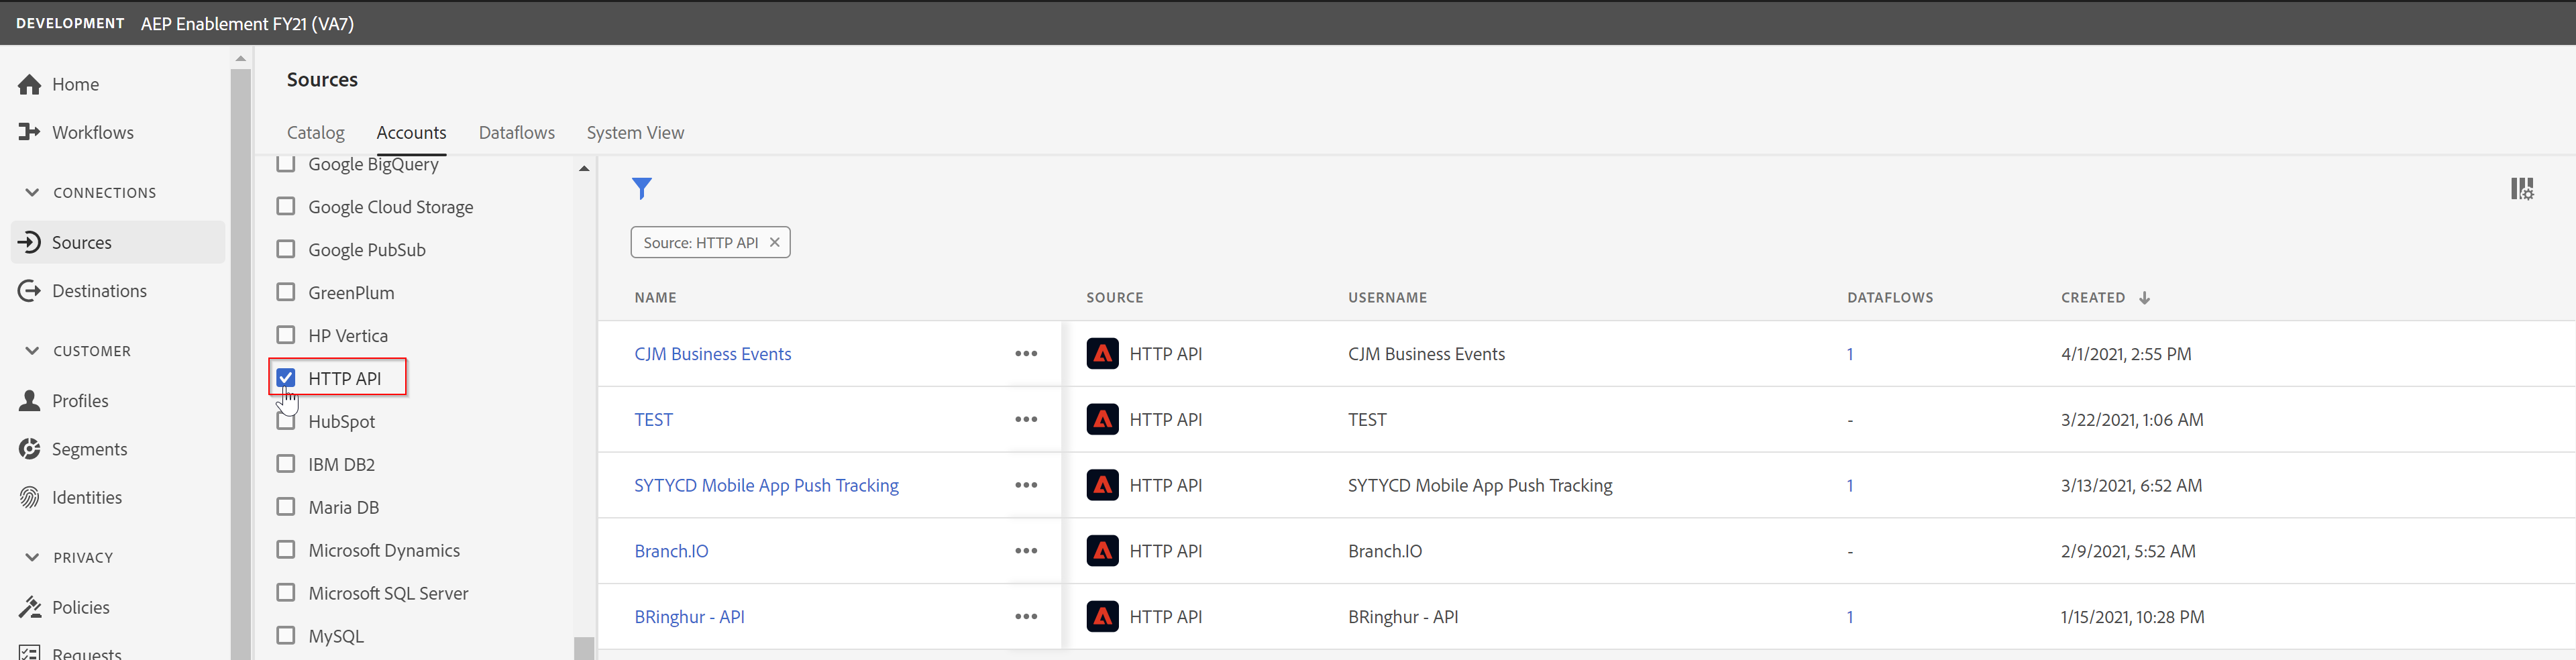 DEVELOPMENT AEP Enablement FY21 (VA7)
Home
Workflows
CONNECTIONS
Sources
Destinations
CUSTOMER
Profiles
Segments
Identities
PRIVACY
Policies
Requests
Sources
Catalog Accounts Dataflows System View
Google BigQuery
Google Cloud Storage
Google PubSub
GreenPlum
HP Vertica
HTTP API
HubSpot
IBM DB2
Maria DB
Microsoft Dynamics
Microsoft SQL Server
MySQL
Source: HTTP API
NAME SOURCE USERNAME DATAFLOWS CREATED
CJM Business Events HTTP API CJM Business Events 1 4/1/2021, 2:55 PM
TEST HTTP API TEST - 3/22/2021, 1:06 AM
SYTYCD Mobile App Push Tracking HTTP API SYTYCD Mobile App Push Tracking 1 3/13/2021, 6:52 AM
Branch.IO HTTP API Branch.IO - 2/9/2021, 5:52 AM
BRinghur - API HTTP API BRinghur - API 1 1/15/2021, 10:28 PM